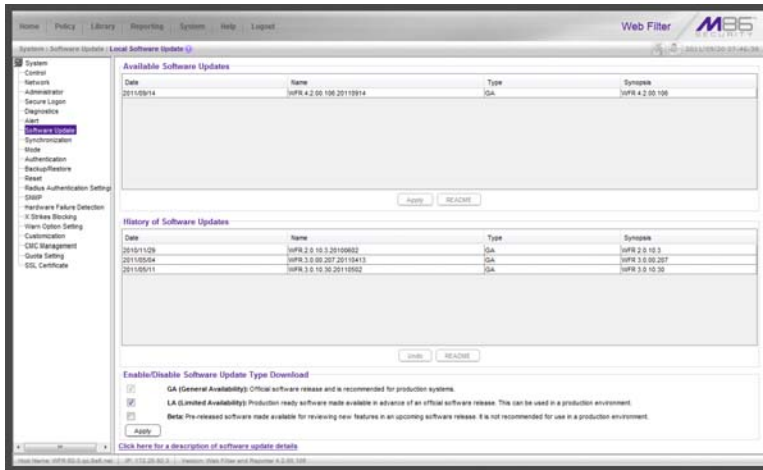 Home Policy Library Reporting System Help Logout Web Filter M86 SECURITY
System : Software Update : Local Software Update
System
Control
Network
Administrator
Secure Logon
Diagnostics
Alert
Software Update
Synchronization
Mode
Authentication
Backup/Restore
Reset
Radius Authentication Setting
SNMP
Hardware Failure Detection
X Strikes Blocking
Warn Option Setting
Customization
CMC Management
Quota Setting
SSL Certificate
Available Software Updates
Date Name Type Synopsis
2011/09/14 WFR.4.2.00.106.20110914 GA WFR 4.2.00.106
Apply README
History of Software Updates
Date Name Type Synopsis
2010/11/29 WFR.2.0.10.3.20100602 GA WFR 2.0.10.3
2011/05/04 WFR.3.0.00.207.20110413 GA WFR 3.0.00.207
2011/05/11 WFR.3.0.10.30.20110502 GA WFR 3.0.10.30
Undo README
Enable/Disable Software Update Type Download
GA (General Availability): Official software release and is recommended for production systems.
LA (Limited Availability): Production ready software made available in advance of an official software release. This can be used in a production environment.
Beta: Pre-released software made available for reviewing new features in an upcoming software release. It is not recommended for use in a production environment.
Apply
Click here for a description of software update details
Version: Web Filter and Reporter 4.2.00.106